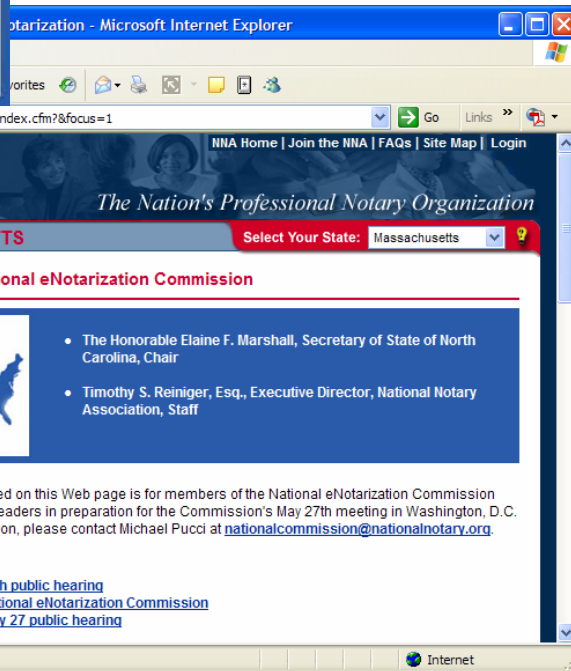 otarization - Microsoft Internet Explorer
vorites
ndex.cfm?&focus=1
Go
Links »
NNA Home | Join the NNA | FAQs | Site Map | Login
The Nation's Professional Notary Organization
TS
Select Your State: Massachusetts
onal eNotarization Commission
• The Honorable Elaine F. Marshall, Secretary of State of North
Carolina, Chair
• Timothy S. Reiniger, Esq., Executive Director, National Notary
Association, Staff
ed on this Web page is for members of the National eNotarization Commission
eaders in preparation for the Commission's May 27th meeting in Washington, D.C.
on, please contact Michael Pucci at nationalcommission@nationalnotary.org.
h public hearing
tional eNotarization Commission
y 27 public hearing
Internet